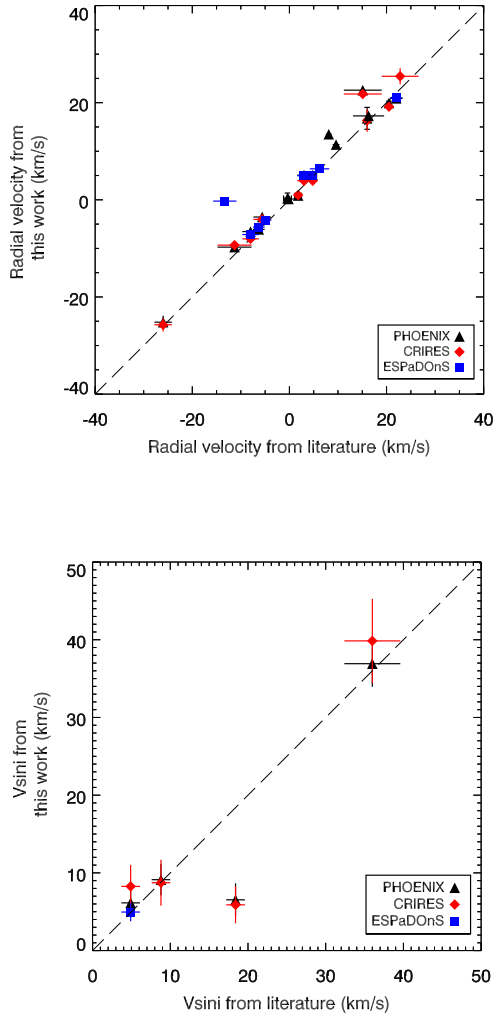 40
20
0
-20
-40
Radial velocity from
this work (km/s)
PHOENIX
CRIRES
ESPaDOnS
-40 -20 0 20 40
Radial velocity from literature (km/s)
50
40
30
20
10
0
Vsini from
this work (km/s)
PHOENIX
CRIRES
ESPaDOnS
0 10 20 30 40 50
Vsini from literature (km/s)